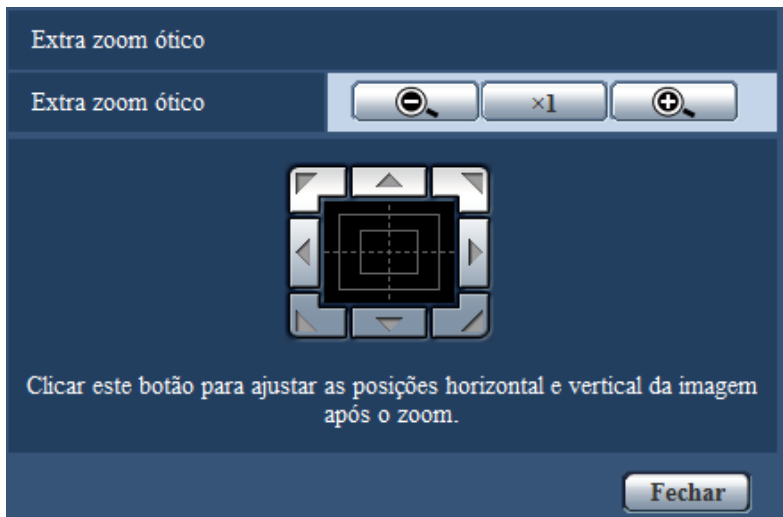 Extra zoom ótico
Extra zoom ótico
×1
Clicar este botão para ajustar as posições horizontal e vertical da imagem
após o zoom.
Fechar